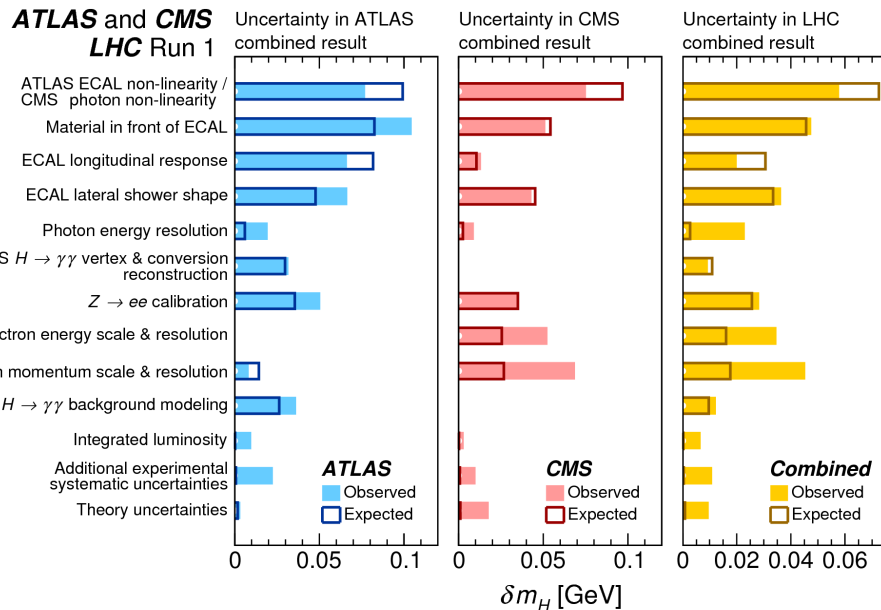 ATLAS and CMS
LHC Run 1
Uncertainty in ATLAS
combined result
Uncertainty in CMS
combined result
Uncertainty in LHC
combined result
ATLAS ECAL non-linearity /
CMS photon non-linearity
Material in front of ECAL
ECAL longitudinal response
ECAL lateral shower shape
Photon energy resolution
H → γγ vertex & conversion
reconstruction
Z → ee calibration
energy scale & resolution
momentum scale & resolution
H → γγ background modeling
Integrated luminosity
Additional experimental
systematic uncertainties
Theory uncertainties
ATLAS
Observed
Expected
CMS
Observed
Expected
Combined
Observed
Expected
0 0.05 0.1
0 0.05 0.1
0 0.02 0.04 0.06
δm_H [GeV]